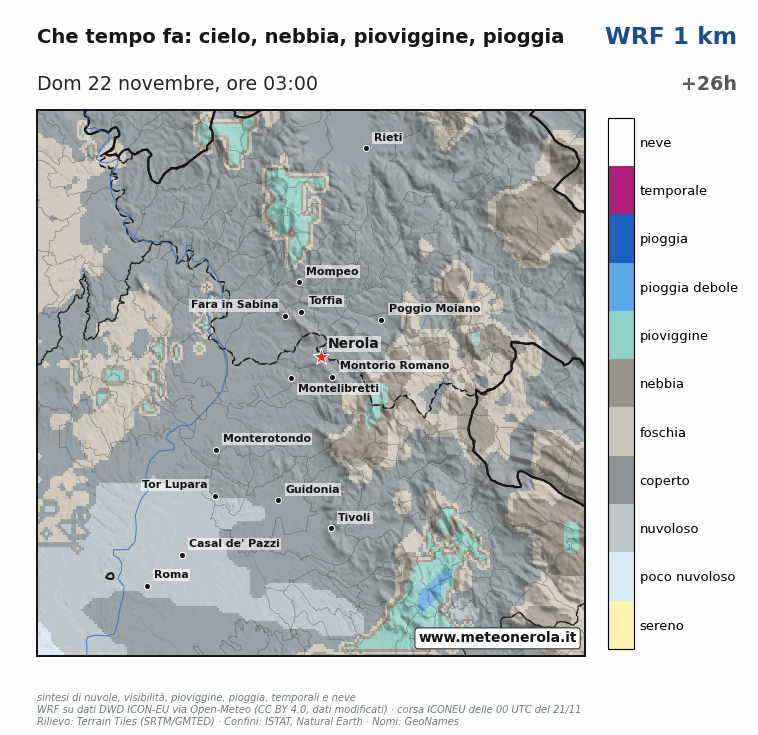 Che tempo fa: cielo, nebbia, pioviggine, pioggia
WRF 1 km
Dom 22 novembre, ore 03:00
+26h
Rieti
Mompeo
Fara in Sabina
Toffia
Poggio Moiano
Nerola
Montorio Romano
Montelibretti
Monterotondo
Tor Lupara
Guidonia
Tivoli
Casal de' Pazzi
Roma
www.meteonerola.it
neve
temporale
pioggia
pioggia debole
pioviggine
nebbia
foschia
coperto
nuvoloso
poco nuvoloso
sereno
sintesi di nuvole, visibilità, pioviggine, pioggia, temporali e neve
WRF su dati DWD ICON-EU via Open-Meteo (CC BY 4.0, dati modificati) · corsa ICONEU delle 00 UTC del 21/11
Rilievo: Terrain Tiles (SRTM/GMTED) · Confini: ISTAT, Natural Earth · Nomi: GeoNames